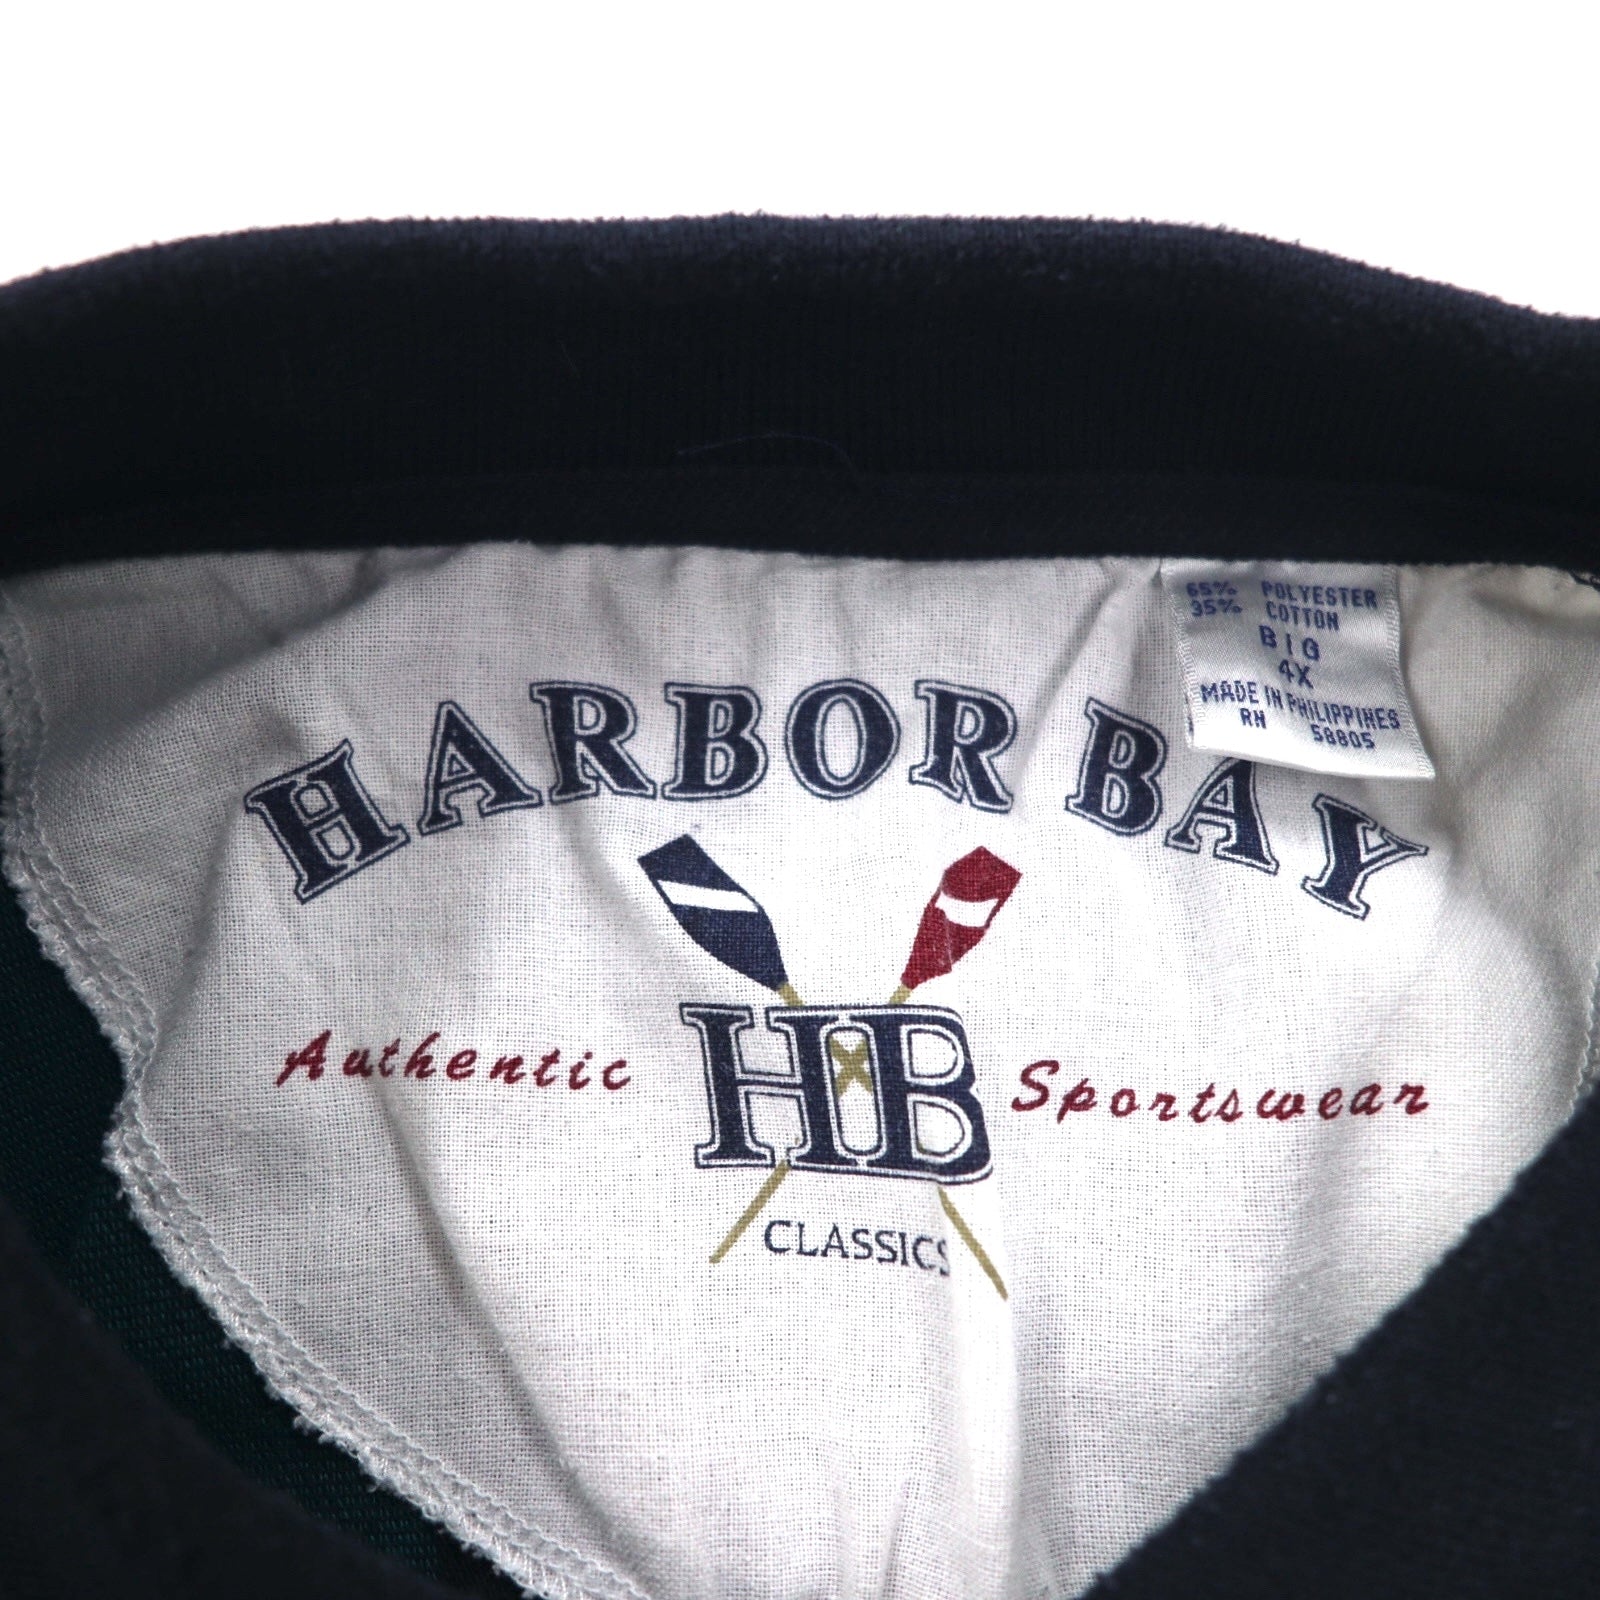 65% POLYESTER
35% COTTON
BIG
4X
MADE IN PHILIPPINES
RN 58805
HARBOR BAY
Authentic HB Sportswear
CLASSICS